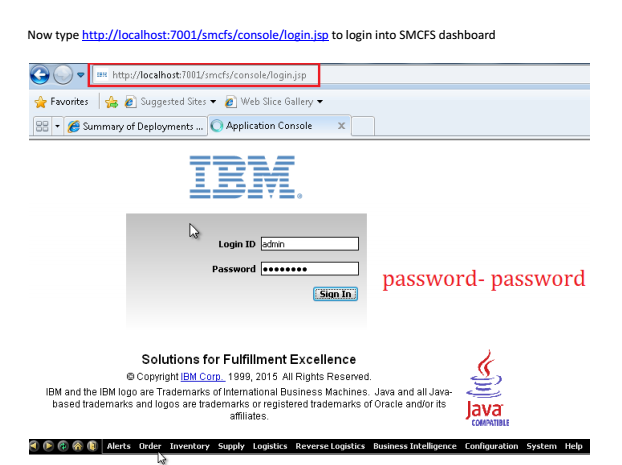 Now type http://localhost:7001/smcfs/console/login.jsp to login into SMCFS dashboard
http://localhost:7001/smcfs/console/login.jsp
Favorites Suggested Sites Web Slice Gallery
Summary of Deployments ... Application Console x
IBM
Login ID admin
Password ●●●●●●●●
Sign In
password- password
Solutions for Fulfillment Excellence
© Copyright IBM Corp. 1999, 2015 All Rights Reserved.
IBM and the IBM logo are Trademarks of International Business Machines. Java and all Java-
based trademarks and logos are trademarks or registered trademarks of Oracle and/or its
affiliates.
Java
COMPATIBLE
Alerts Order Inventory Supply Logistics Reverse Logistics Business Intelligence Configuration System Help